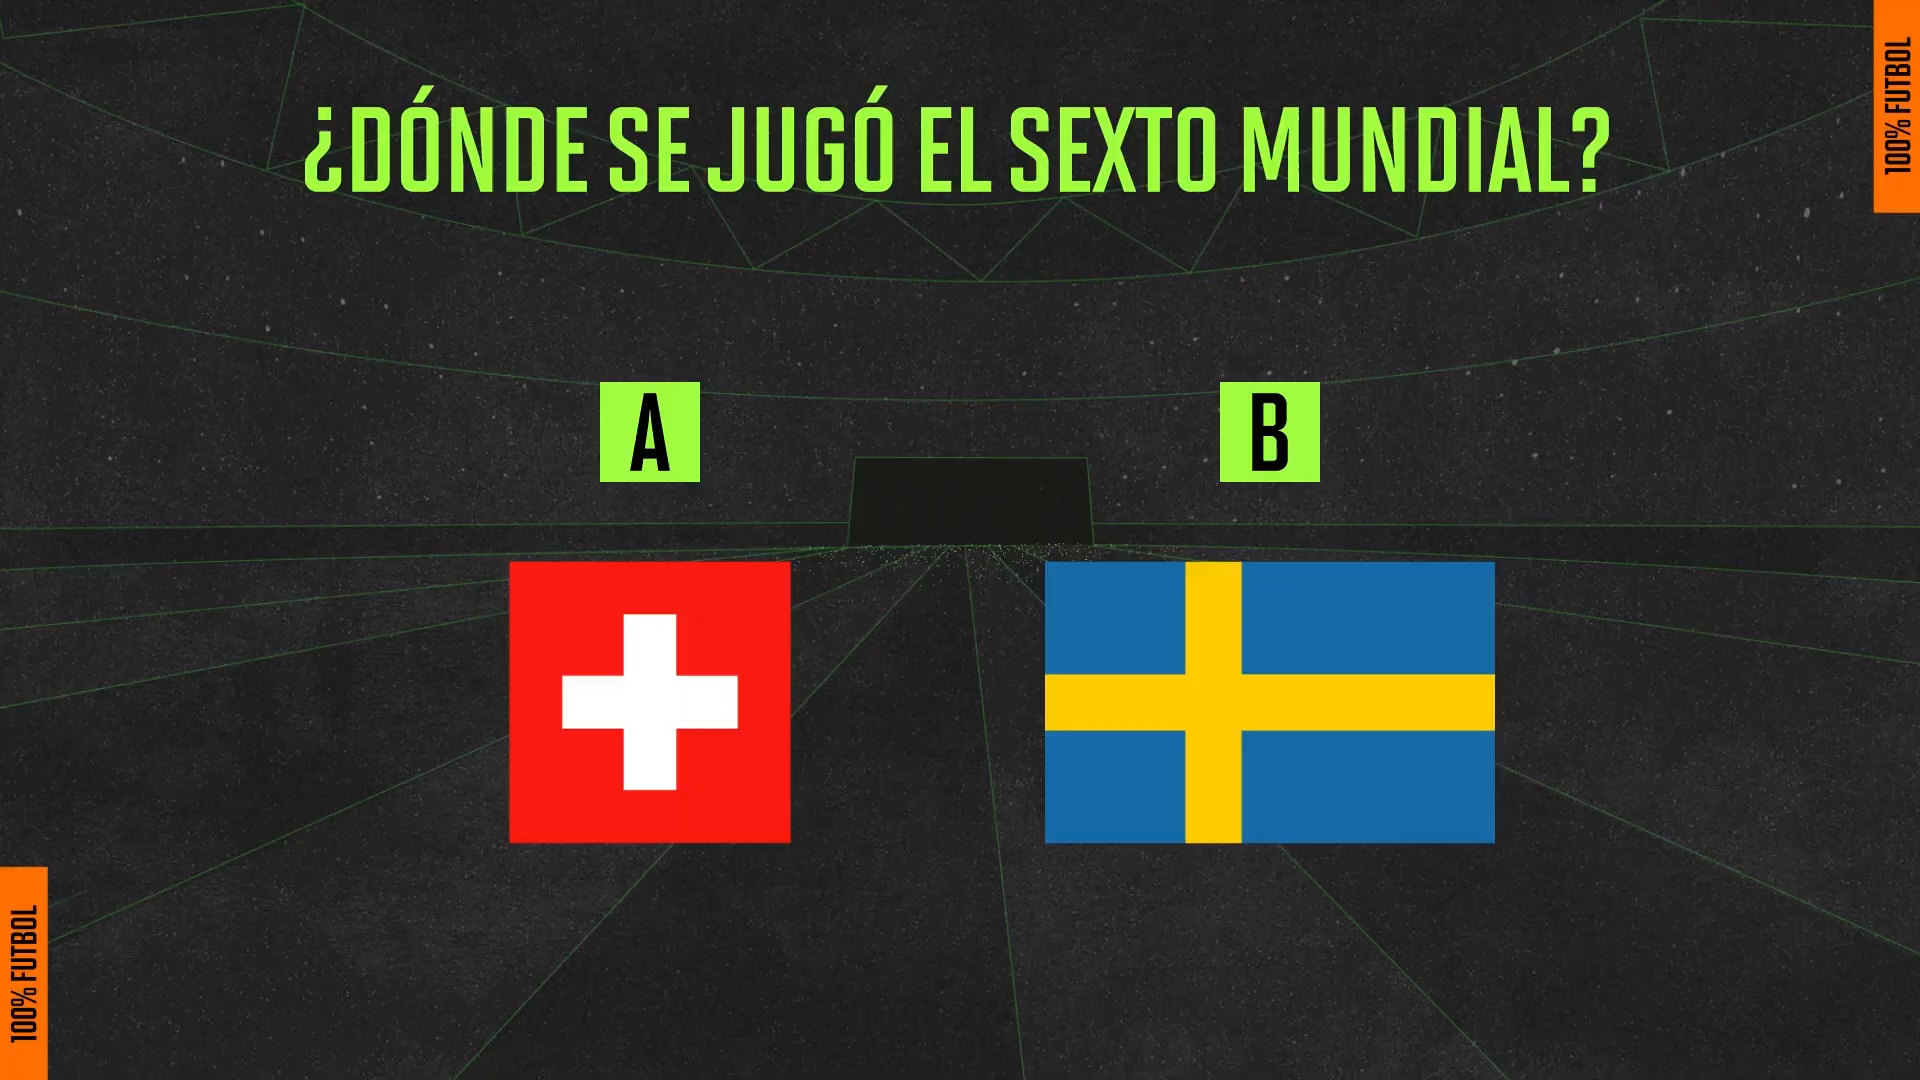 100% FUTBOL
¿DÓNDE SE JUGÓ EL SEXTO MUNDIAL?
A
B
100% FUTBOL